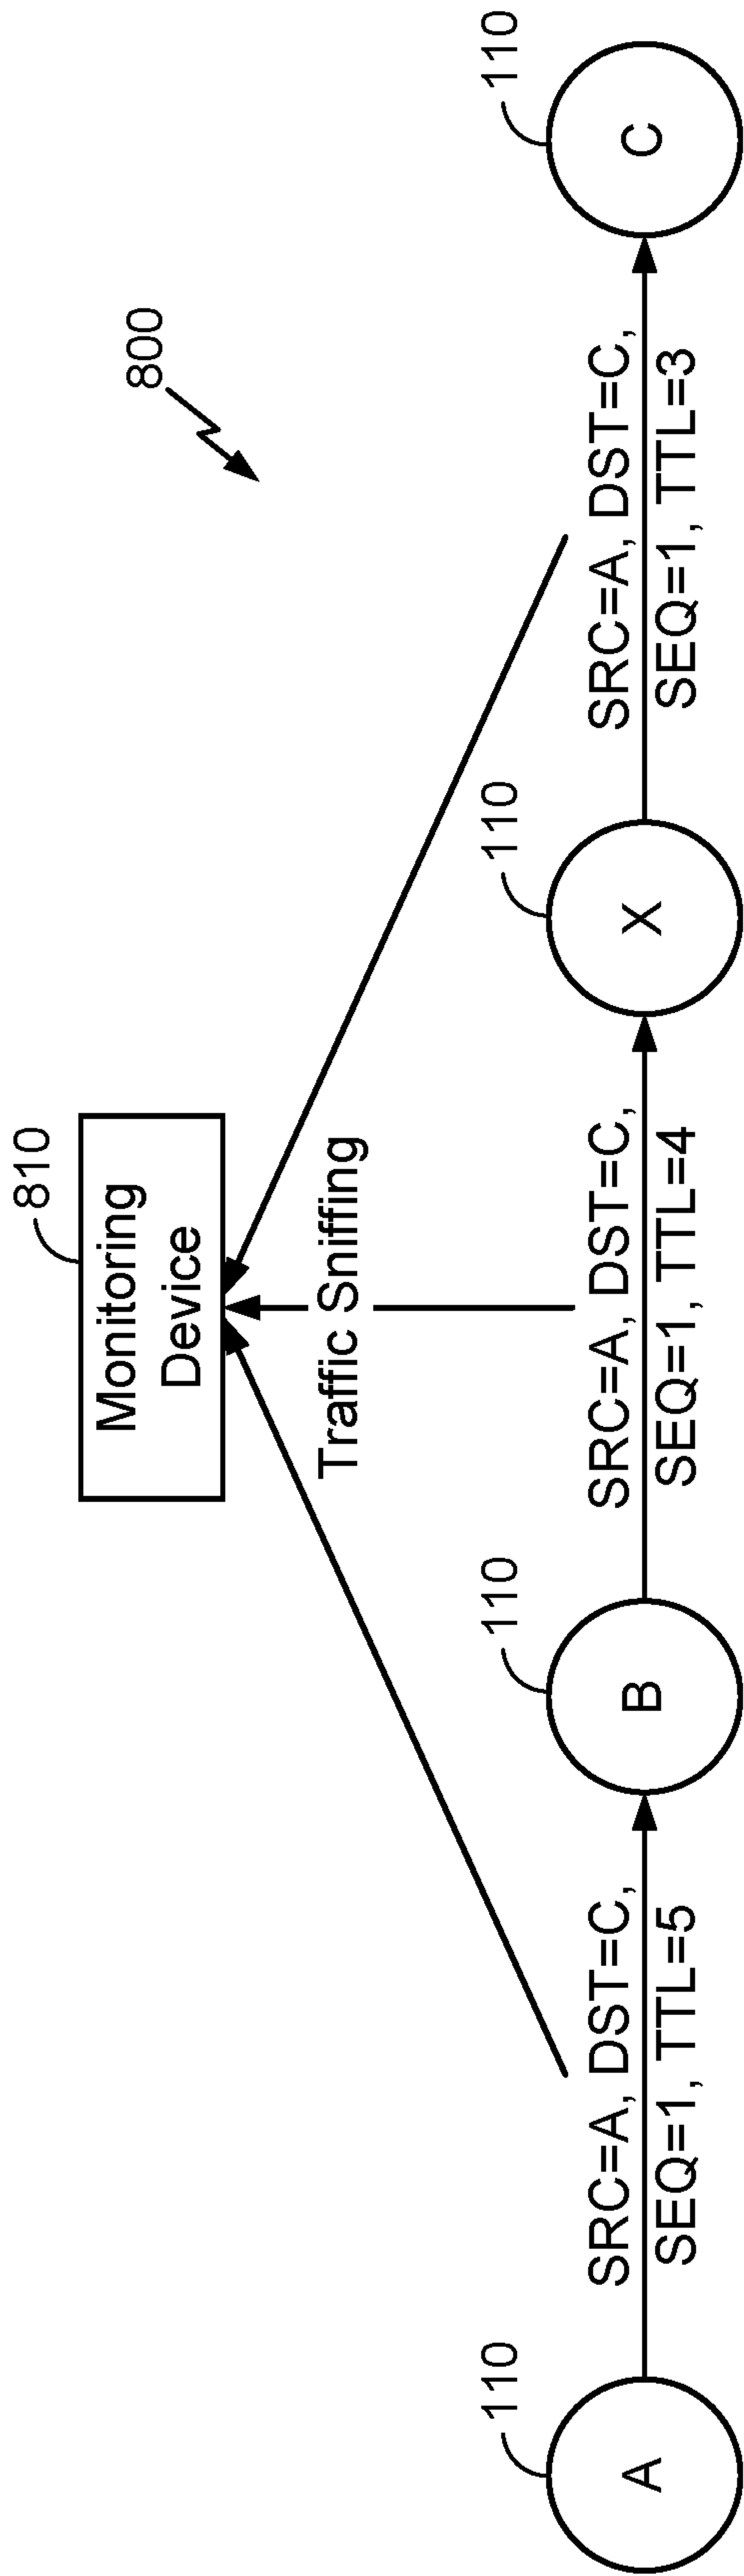 800
810
Monitoring
Device
Traffic Sniffing
110
110
110
110
A
SRC=A, DST=C,
SEQ=1, TTL=5
B
SRC=A, DST=C,
SEQ=1, TTL=4
X
SRC=A, DST=C,
SEQ=1, TTL=3
C